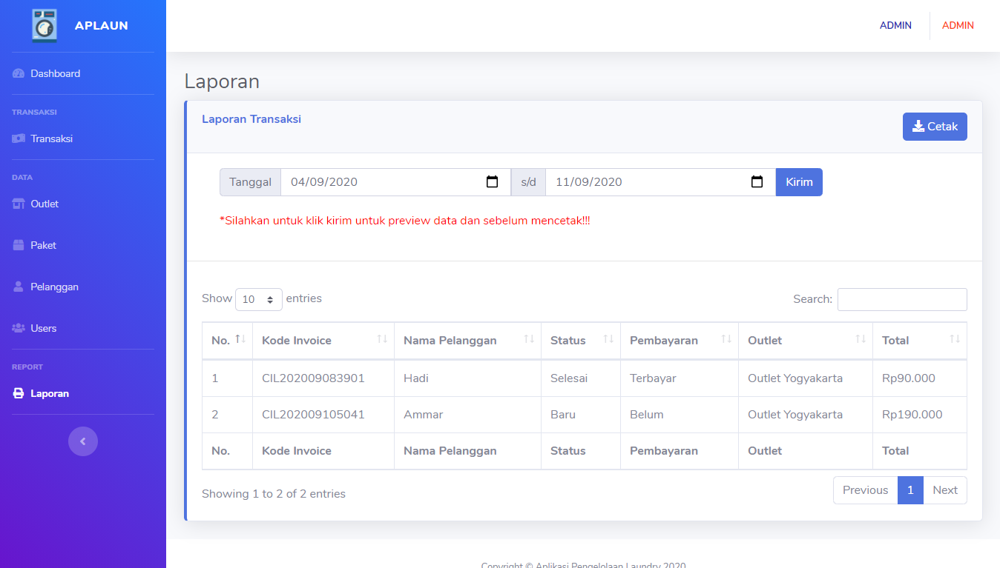 APLAUN
ADMIN ADMIN
Dashboard
TRANSAKSI
Transaksi
DATA
Outlet
Paket
Pelanggan
Users
REPORT
Laporan
Laporan
Laporan Transaksi
Cetak
Tanggal 04/09/2020 s/d 11/09/2020 Kirim
*Silahkan untuk klik kirim untuk preview data dan sebelum mencetak!!!
Show 10 entries Search:
No. Kode Invoice Nama Pelanggan Status Pembayaran Outlet Total
1 CIL202009083901 Hadi Selesai Terbayar Outlet Yogyakarta Rp90.000
2 CIL202009105041 Ammar Baru Belum Outlet Yogyakarta Rp190.000
No. Kode Invoice Nama Pelanggan Status Pembayaran Outlet Total
Showing 1 to 2 of 2 entries Previous 1 Next
Copyright © Aplikasi Pengelolaan Laundry 2020